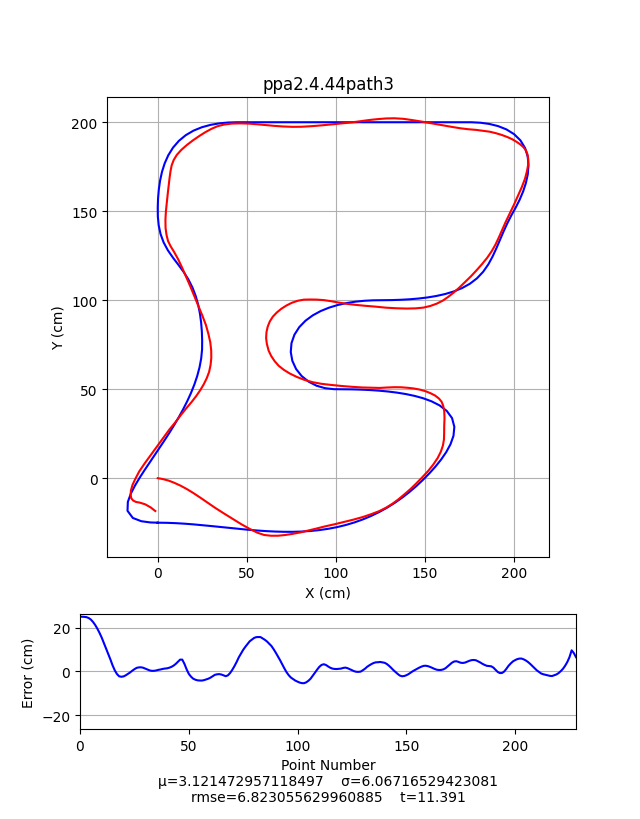 ppa2.4.44path3
200
150
100
50
0
Y (cm)
0 50 100 150 200
X (cm)
20
0
−20
Error (cm)
0 50 100 150 200
Point Number
μ=3.121472957118497 σ=6.06716529423081
rmse=6.823055629960885 t=11.391